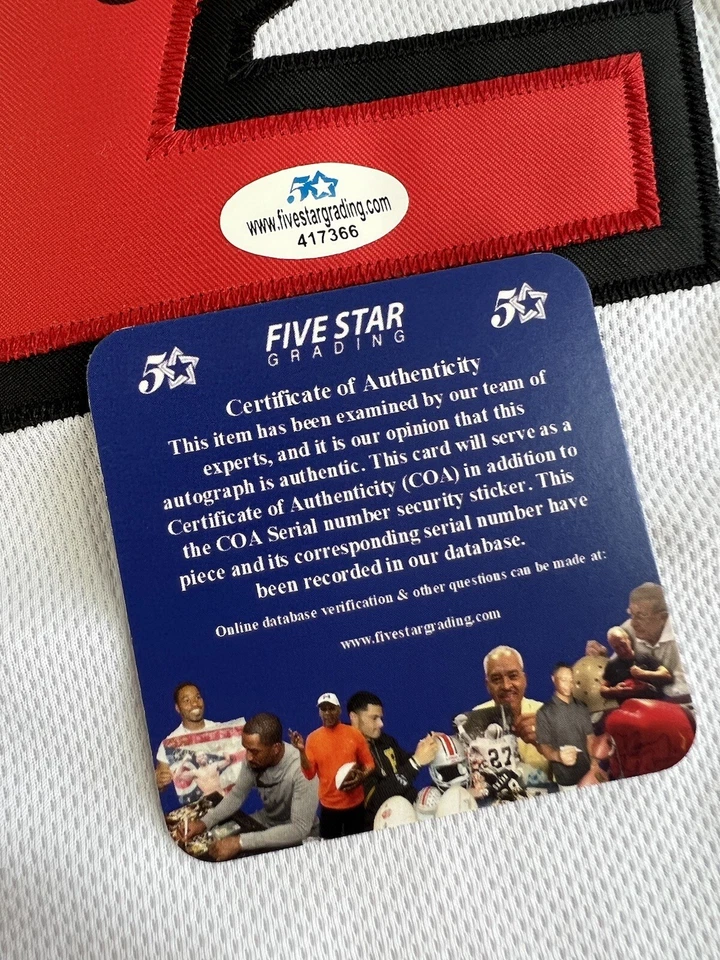 5
www.fivestargrading.com
417366
5
FIVE STAR
GRADING
5
Certificate of Authenticity
This item has been examined by our team of
experts, and it is our opinion that this
autograph is authentic. This card will serve as a
Certificate of Authenticity (COA) in addition to
the COA Serial number security sticker. This
piece and its corresponding serial number have
been recorded in our database.
Online database verification & other questions can be made at:
www.fivestargrading.com
27